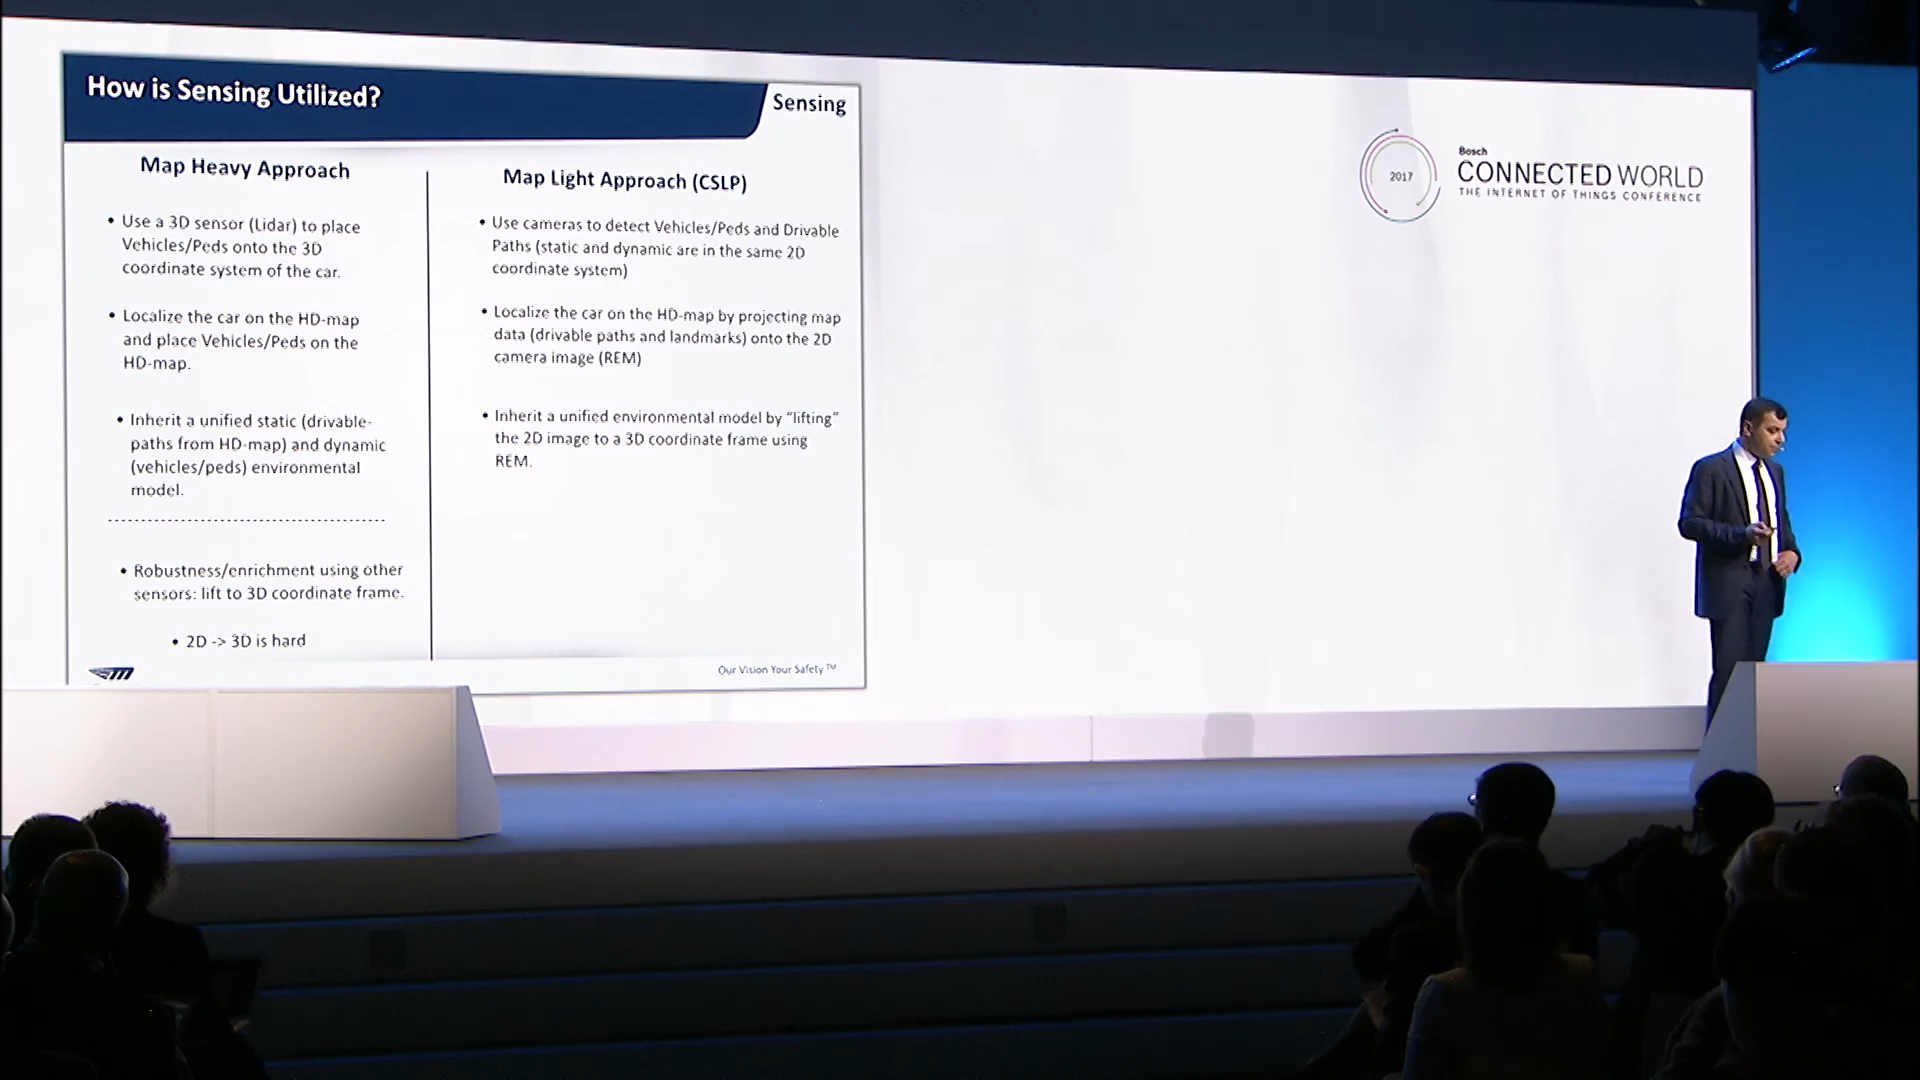 How is Sensing Utilized?
Sensing
Map Heavy Approach
• Use a 3D sensor (Lidar) to place
Vehicles/Peds onto the 3D
coordinate system of the car.
• Localize the car on the HD-map
and place Vehicles/Peds on the
HD-map.
• Inherit a unified static (drivable-
paths from HD-map) and dynamic
(vehicles/peds) environmental
model.
• Robustness/enrichment using other
sensors: lift to 3D coordinate frame.
• 2D -> 3D is hard
Map Light Approach (CSLP)
• Use cameras to detect Vehicles/Peds and Drivable
Paths (static and dynamic are in the same 2D
coordinate system)
• Localize the car on the HD-map by projecting map
data (drivable paths and landmarks) onto the 2D
camera image (REM)
• Inherit a unified environmental model by “lifting”
the 2D image to a 3D coordinate frame using
REM.
Our Vision Your Safety™
2017
Bosch
CONNECTED WORLD
THE INTERNET OF THINGS CONFERENCE